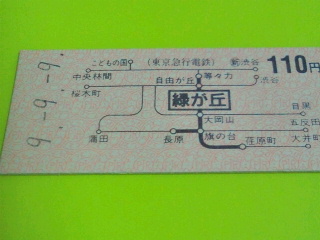 9.-9.-9.
こどもの国 (東京急行電鉄) 渋谷 110円
中央林間 自由が丘 等々力 渋谷
桜木町
緑が丘
大岡山 目黒
蒲田 長原 旗の台 荏原町 五反田
大井町